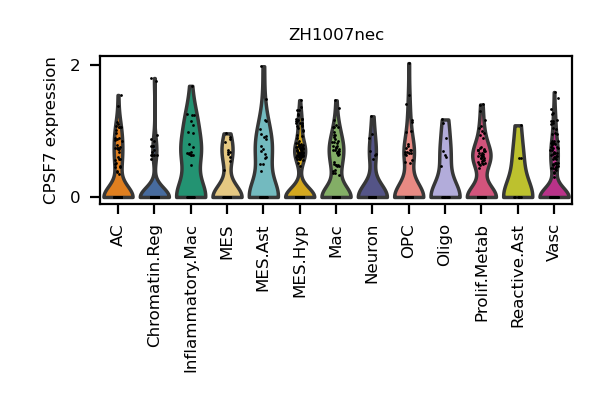 ZH1007nec
CPSF7 expression
2
0
AC
Chromatin.Reg
Inflammatory.Mac
MES
MES.Ast
MES.Hyp
Mac
Neuron
OPC
Oligo
Prolif.Metab
Reactive.Ast
Vasc